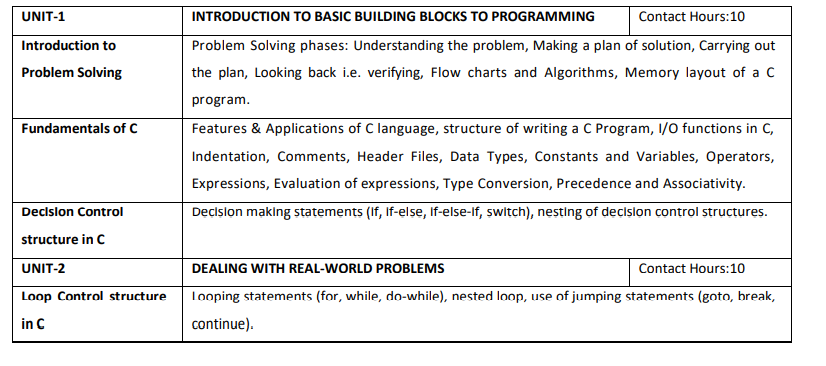 UNIT-1 INTRODUCTION TO BASIC BUILDING BLOCKS TO PROGRAMMING Contact Hours:10
Introduction to Problem Solving
Problem Solving phases: Understanding the problem, Making a plan of solution, Carrying out
the plan, Looking back i.e. verifying, Flow charts and Algorithms, Memory layout of a C
program.
Fundamentals of C
Features & Applications of C language, structure of writing a C Program, I/O functions in C,
Indentation, Comments, Header Files, Data Types, Constants and Variables, Operators,
Expressions, Evaluation of expressions, Type Conversion, Precedence and Associativity.
Decision Control
structure in C
Decision making statements (if, if-else, if-else-if, switch), nesting of decision control structures.
UNIT-2 DEALING WITH REAL-WORLD PROBLEMS Contact Hours:10
Loop Control structure
in C
Looping statements (for, while, do-while), nested loop, use of jumping statements (goto, break,
continue).